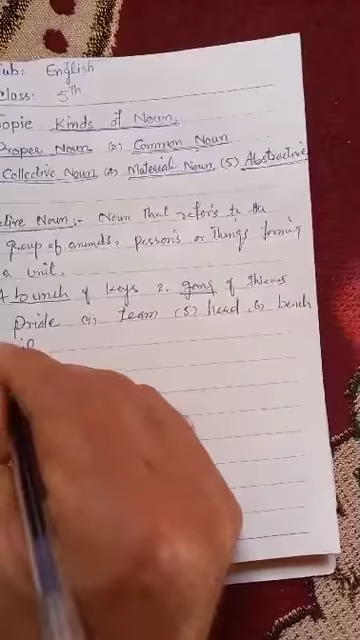 ub: English
Class: 5th
Topic Kinds of Noun.
Proper Noun (2) Common Noun
Collective Noun (4) Material Noun, (5) Abstractive
tive Noun :- Noun that refers to the
group of animals, persons or things forming
a unit.
A bunch of keys 2. gang of thieves
Pride (4) team (5) herd (6) bench